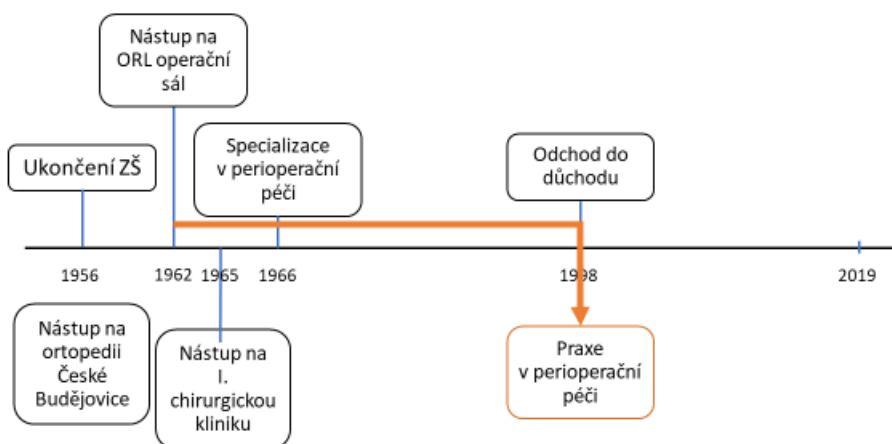 Nástup na
ORL operační
sál
Ukončení ZŠ
Specializace
v perioperační
péči
Odchod do
důchodu
1956
1962
1965
1966
1998
2019
Nástup na
ortopedii
České
Budějovice
Nástup na
I.
chirurgickou
kliniku
Praxe
v perioperační
péči